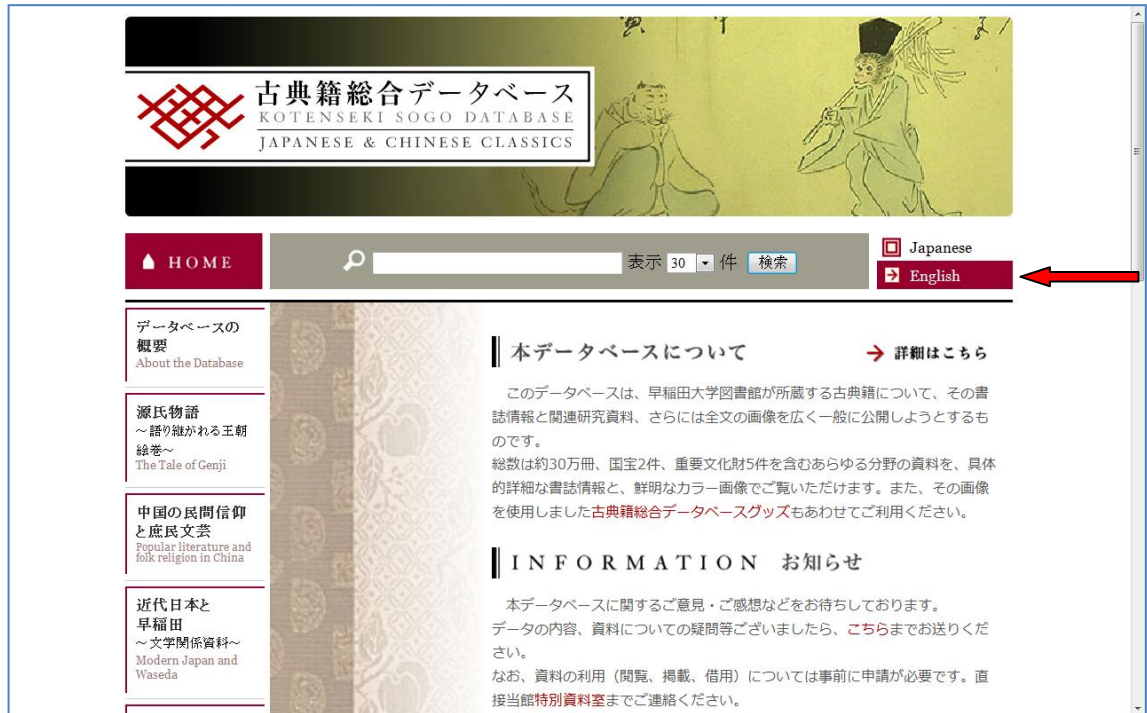 古典籍総合データベース
KOTENSEKI SOGO DATABASE
JAPANESE & CHINESE CLASSICS
HOME
表示 30 件 検索
Japanese
English
データベースの
概要
About the Database
源氏物語
～語り継がれる王朝
絵巻～
The Tale of Genji
中国の民間信仰
と庶民文芸
Popular literature and
folk religion in China
近代日本と
早稲田
～文学関係資料～
Modern Japan and
Waseda
本データベースについて
詳細はこちら
このデータベースは、早稲田大学図書館が所蔵する古典籍について、その書
誌情報と関連研究資料、さらには全文の画像を広く一般に公開しようとするも
のです。
総数は約30万冊、国宝2件、重要文化財5件を含むあらゆる分野の資料を、具体
的詳細な書誌情報と、鮮明なカラー画像でご覧いただけます。また、その画像
を使用しました古典籍総合データベースグッズもあわせてご利用ください。
INFORMATION お知らせ
本データベースに関するご意見・ご感想などをお待ちしております。
データの内容、資料についての疑問等ございましたら、こちらまでお送りくだ
さい。
なお、資料の利用（閲覧、掲載、借用）については事前に申請が必要です。直
接当館特別資料室までご連絡ください。